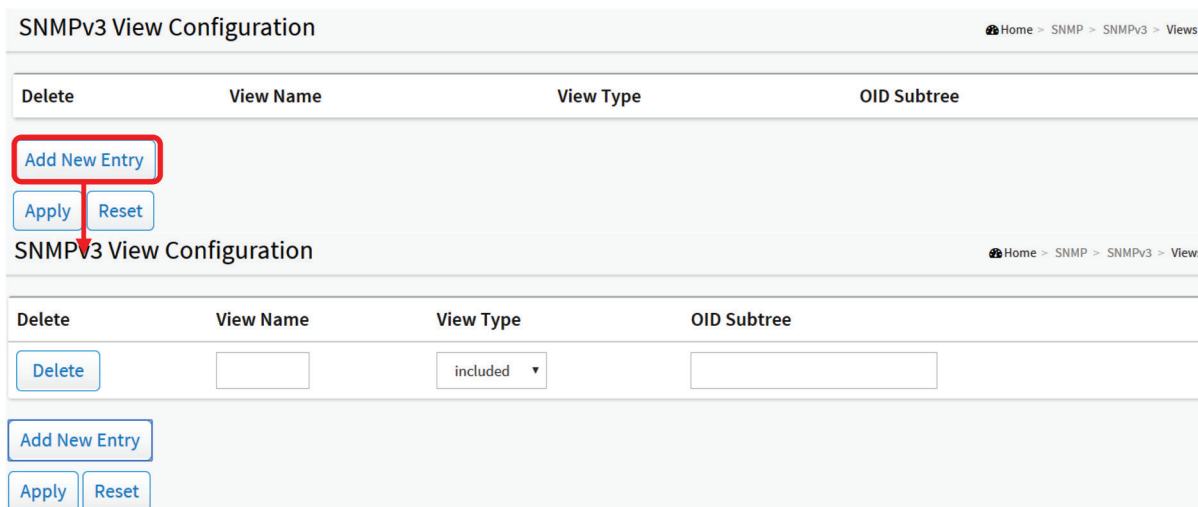 SNMPv3 View Configuration
Home > SNMP > SNMPv3 > Views
Delete View Name View Type OID Subtree
Add New Entry
Apply Reset
SNMPv3 View Configuration
Home > SNMP > SNMPv3 > View
Delete View Name View Type OID Subtree
Delete included
Add New Entry
Apply Reset